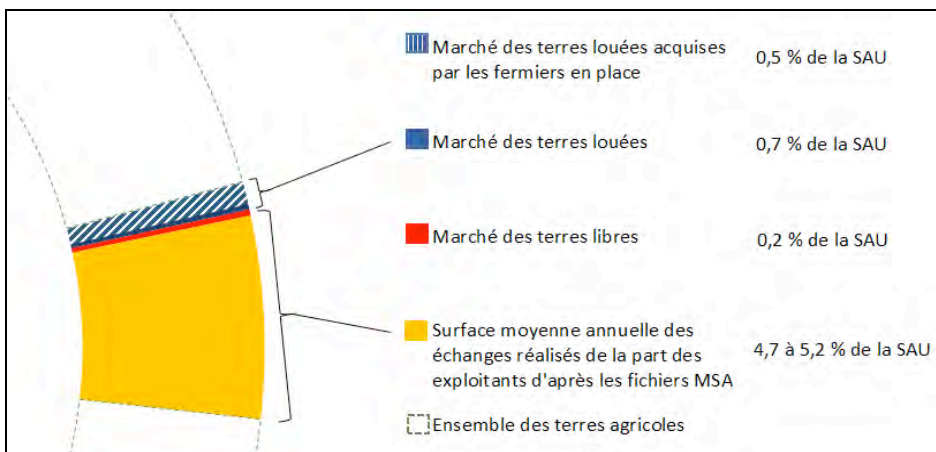 Marché des terres louées acquises
par les fermiers en place
0,5 % de la SAU
Marché des terres louées
0,7 % de la SAU
Marché des terres libres
0,2 % de la SAU
Surface moyenne annuelle des
échanges réalisés de la part des
exploitants d'après les fichiers MSA
4,7 à 5,2 % de la SAU
Ensemble des terres agricoles